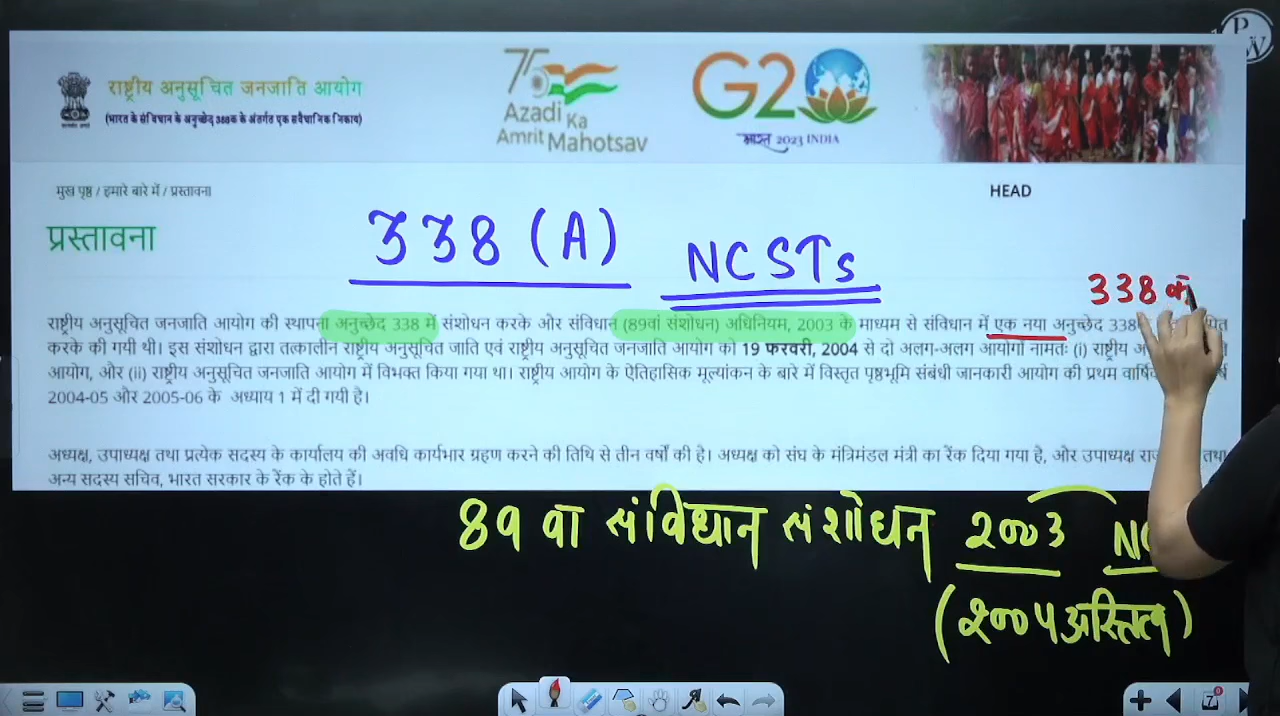 PW
राष्ट्रीय अनुसूचित जनजाति आयोग
(भारत के संविधान के अनुच्छेद 338क के अंतर्गत एक सवैधानिक निकाय)
75 Azadi Ka
Amrit Mahotsav
G20
भारत 2023 INDIA
मुख पृष्ठ / हमारे बारे में / प्रस्तावना
HEAD
प्रस्तावना
338 (A)
NCSTs
338 क
राष्ट्रीय अनुसूचित जनजाति आयोग की स्थापना अनुच्छेद 338 में संशोधन करके और संविधान (89वां संशोधन) अधिनियम, 2003 के माध्यम से संविधान में एक नया अनुच्छेद 338
करके की गयी थी। इस संशोधन द्वारा तत्कालीन राष्ट्रीय अनुसूचित जाति एवं राष्ट्रीय अनुसूचित जनजाति आयोग को 19 फरवरी, 2004 से दो अलग-अलग आयोगों नामतः (i) राष्ट्रीय
आयोग, और (ii) राष्ट्रीय अनुसूचित जनजाति आयोग में विभक्त किया गया था। राष्ट्रीय आयोग के ऐतिहासिक मूल्यांकन के बारे में विस्तृत पृष्ठभूमि संबंधी जानकारी आयोग की प्रथम
2004-05 और 2005-06 के अध्याय 1 में दी गयी है।
अध्यक्ष, उपाध्यक्ष तथा प्रत्येक सदस्य के कार्यालय की अवधि कार्यभार ग्रहण करने की तिथि से तीन वर्षों की है। अध्यक्ष को संघ के मंत्रिमंडल मंत्री का रैंक दिया गया है, और उपाध्यक्ष तथा
अन्य सदस्य सचिव, भारत सरकार के रैंक के होते हैं।
89 वा संविधान संशोधन 2003
(2004 अस्तित्व)